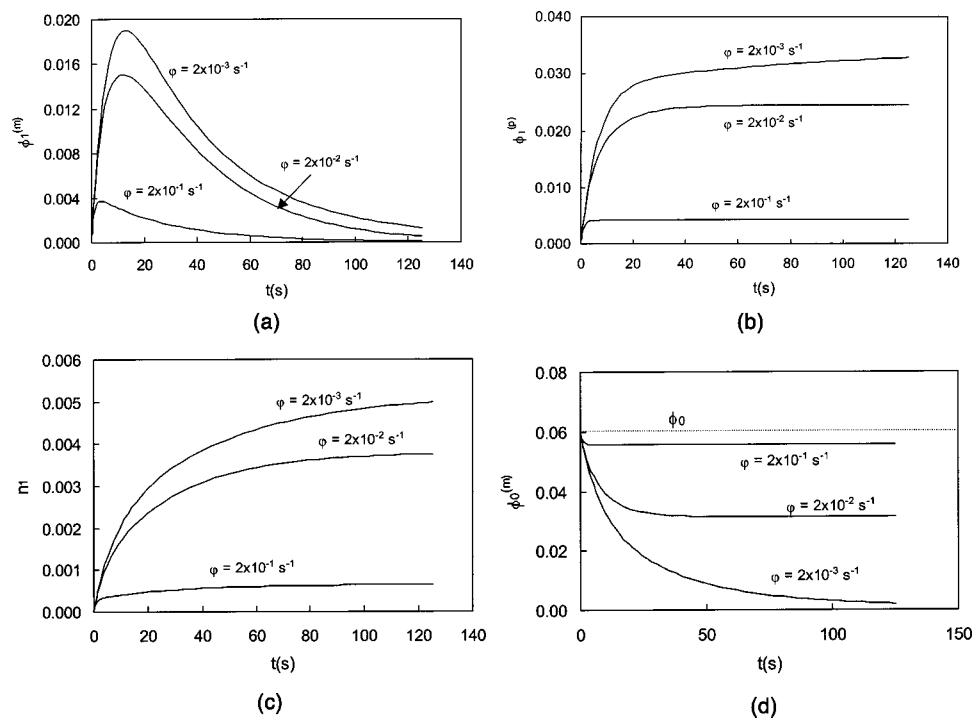 0.020
0.016
0.012
0.008
0.004
0.000
ϕ₁⁽ᵐ⁾
φ = 2x10⁻³ s⁻¹
φ = 2x10⁻² s⁻¹
φ = 2x10⁻¹ s⁻¹
0 20 40 60 80 100 120 140
t(s)
(a)
0.040
0.030
0.020
0.010
0.000
ϕ₁⁽ᵖ⁾
φ = 2x10⁻³ s⁻¹
φ = 2x10⁻² s⁻¹
φ = 2x10⁻¹ s⁻¹
0 20 40 60 80 100 120 140
t(s)
(b)
0.006
0.005
0.004
0.003
0.002
0.001
0.000
n₁
φ = 2x10⁻³ s⁻¹
φ = 2x10⁻² s⁻¹
φ = 2x10⁻¹ s⁻¹
0 20 40 60 80 100 120 140
t(s)
(c)
0.08
0.06
0.04
0.02
0.00
ϕ₀⁽ᵐ⁾
ϕ₀
φ = 2x10⁻¹ s⁻¹
φ = 2x10⁻² s⁻¹
φ = 2x10⁻³ s⁻¹
0 50 100 150
t(s)
(d)